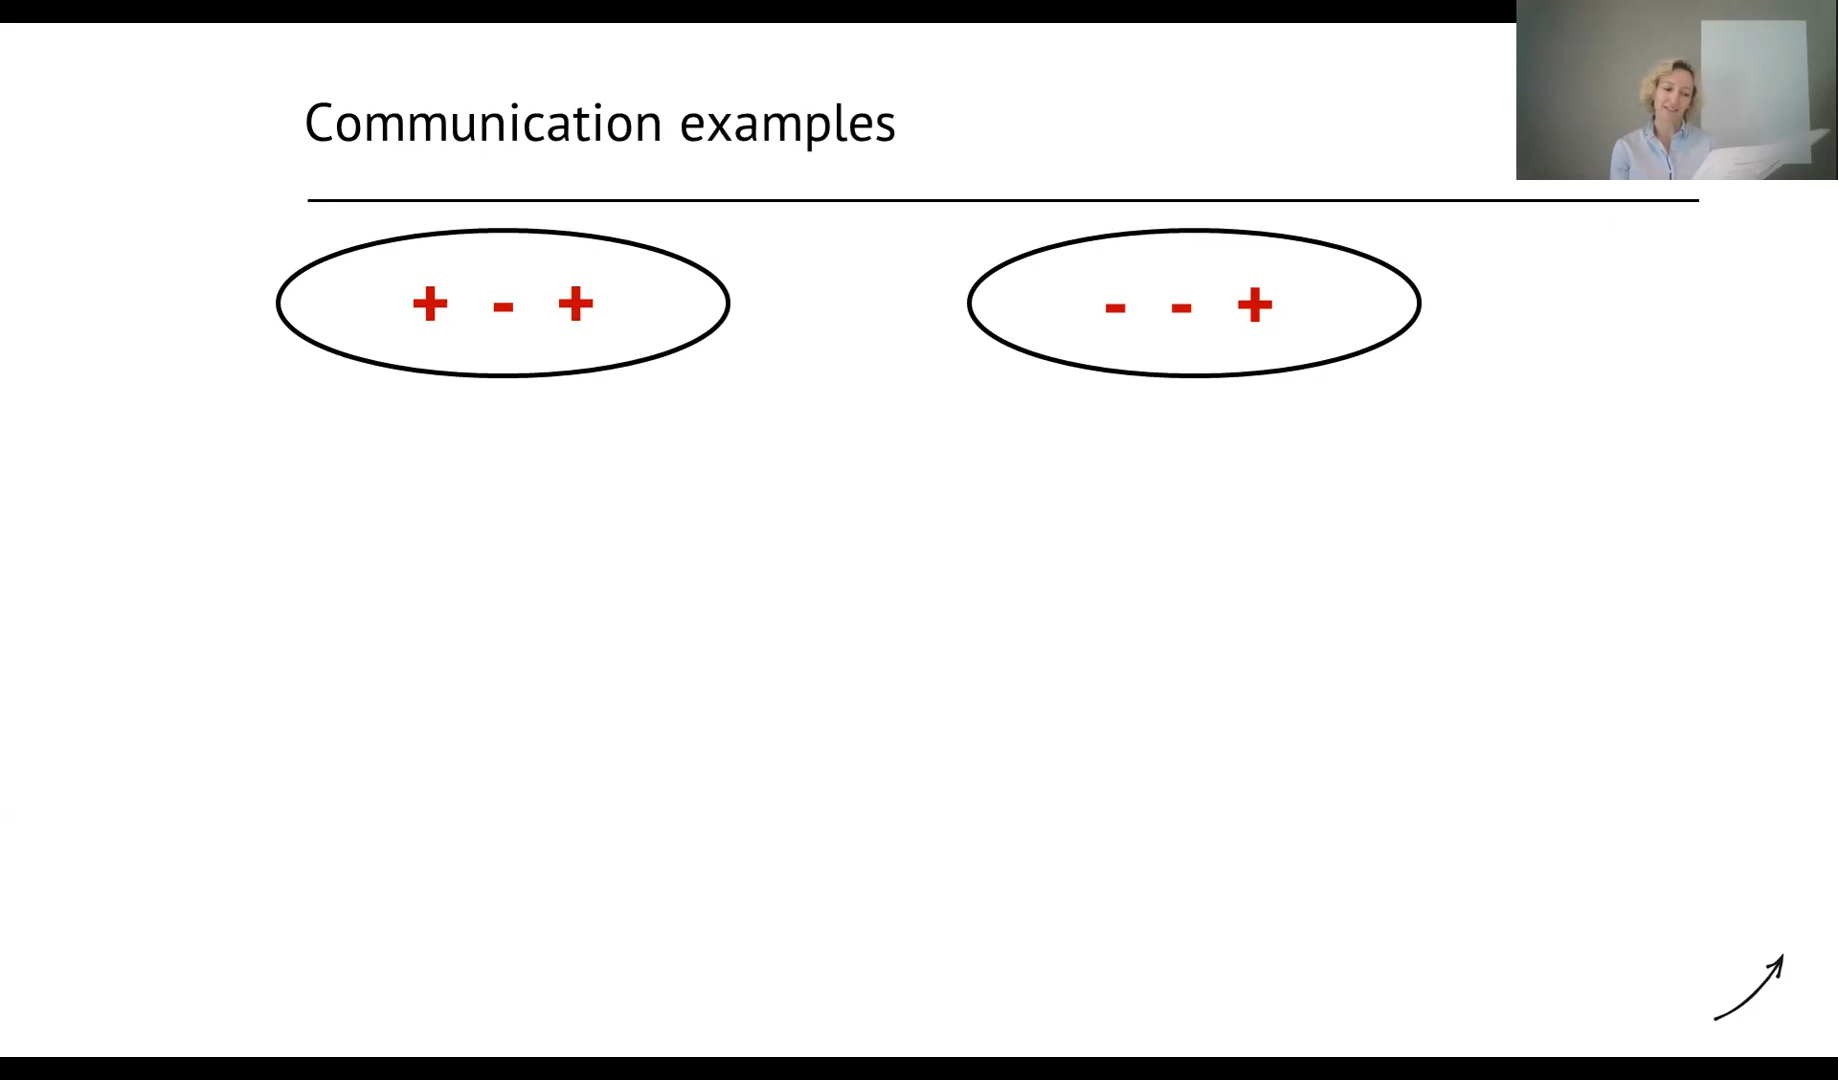 Communication examples
+ - +
- - +